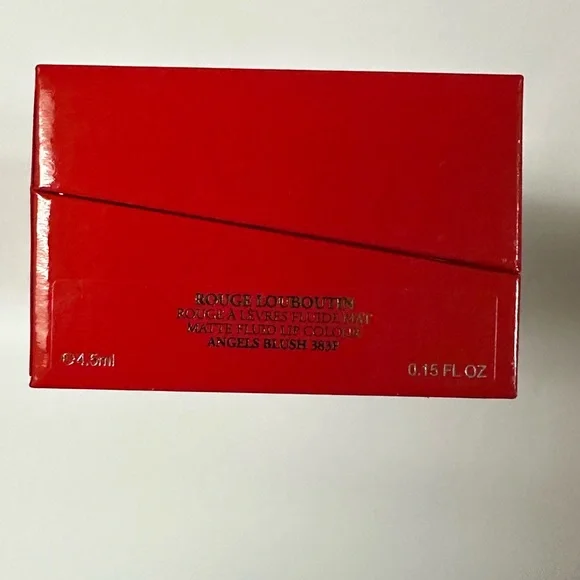 ROUGE LOUBOUTIN
ROUGE À LÈVRES FLUIDE MAT
MATTE FLUID LIP COLOUR
ANGELS BLUSH 383F
℮4.5ml
0.15 FL OZ